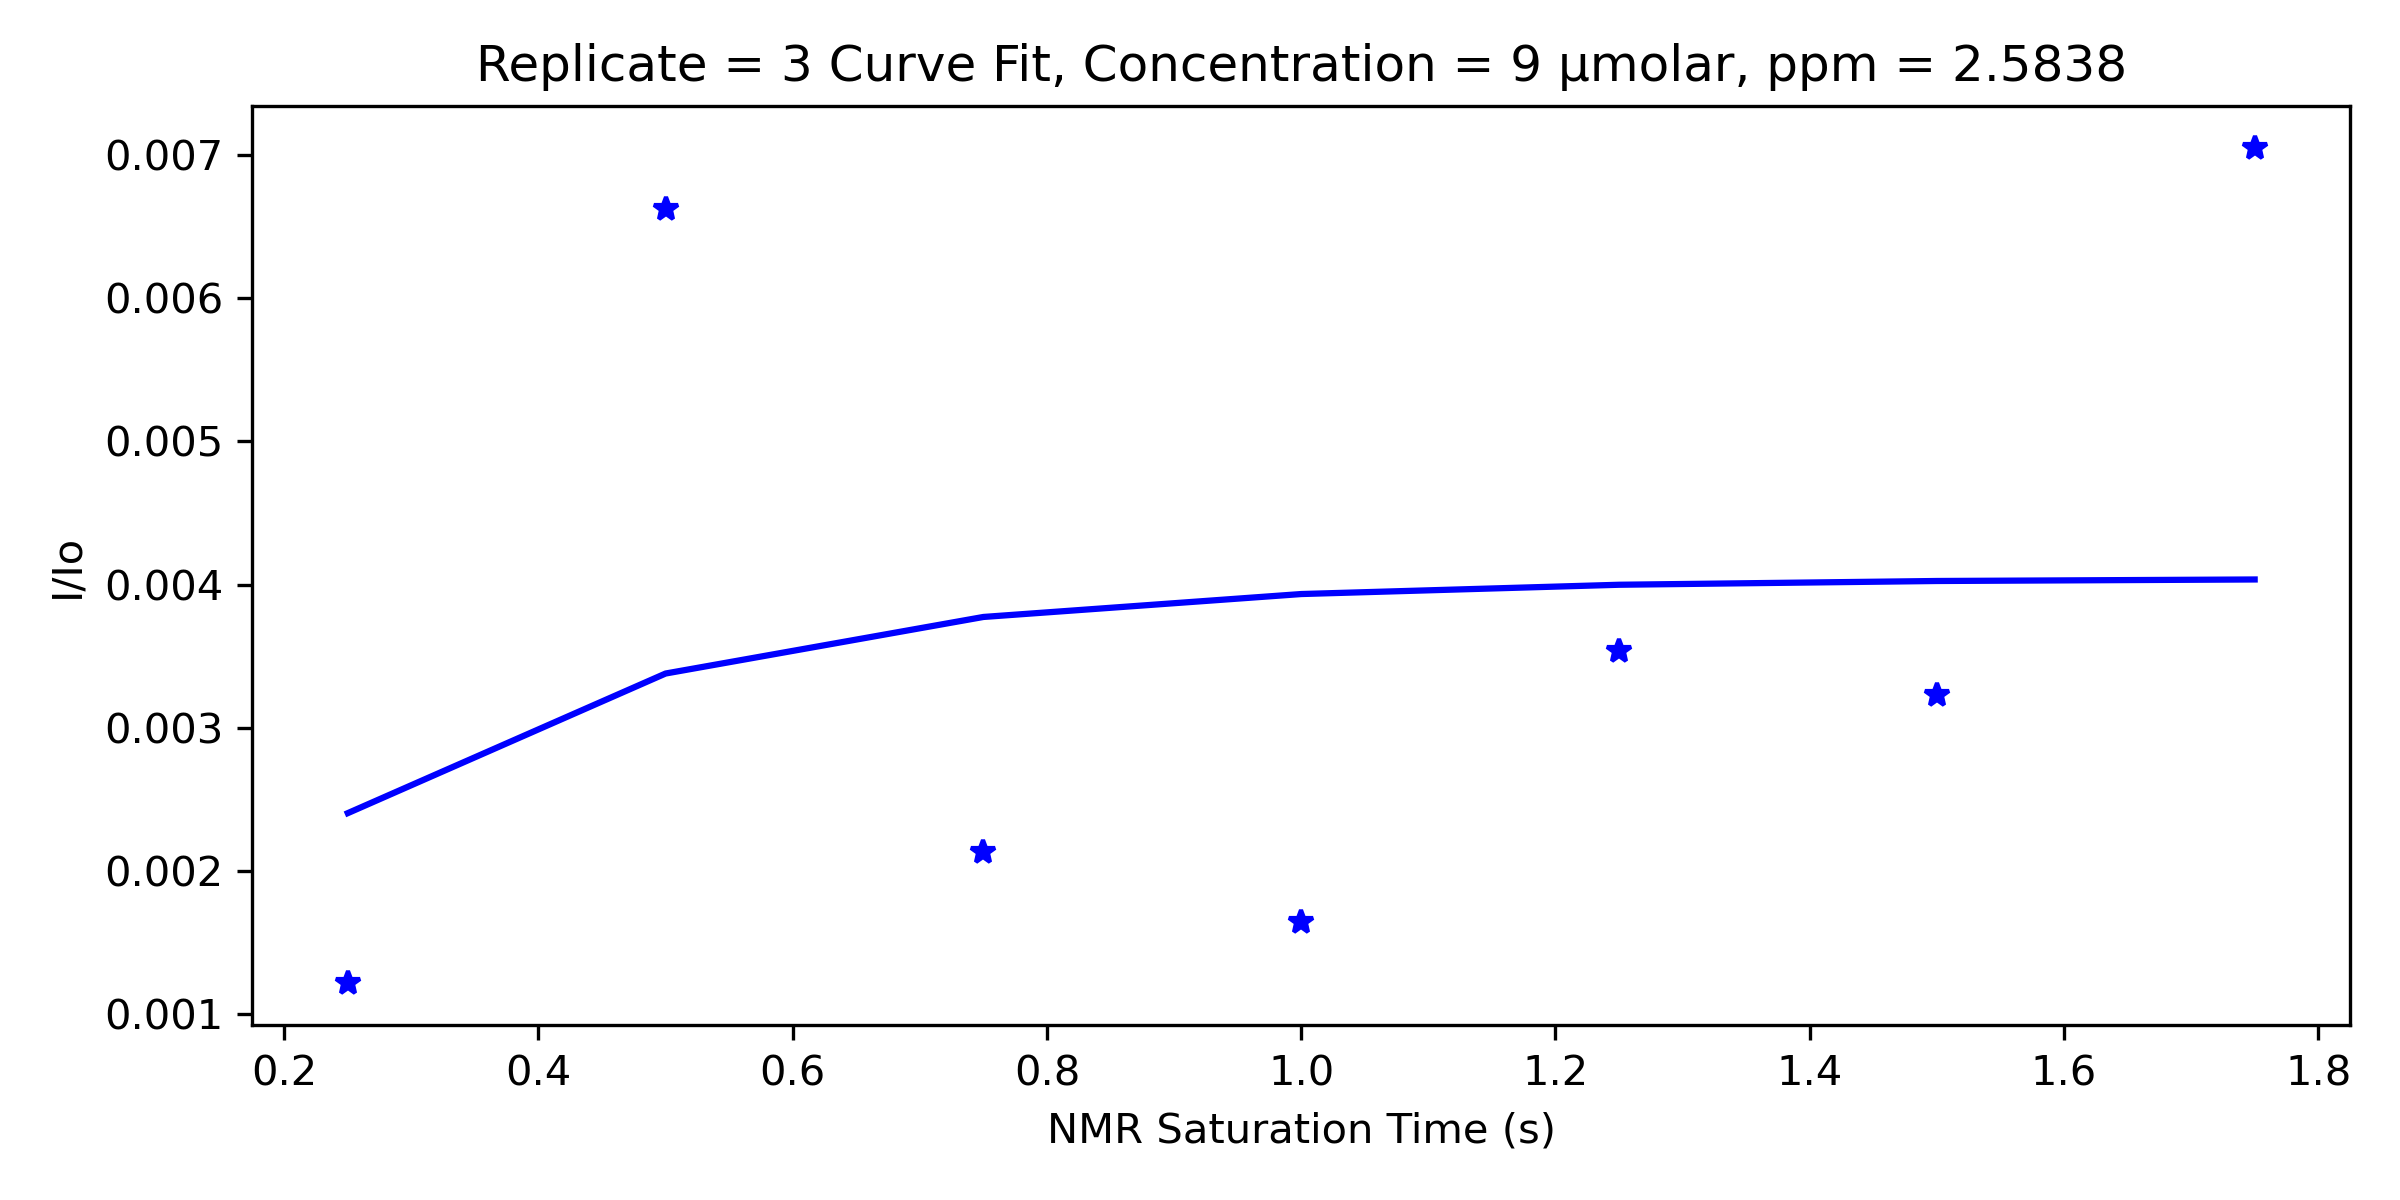 Replicate = 3 Curve Fit, Concentration = 9 µmolar, ppm = 2.5838
0.007
0.006
0.005
0.004
0.003
0.002
0.001
I/Io
0.2 0.4 0.6 0.8 1.0 1.2 1.4 1.6 1.8
NMR Saturation Time (s)